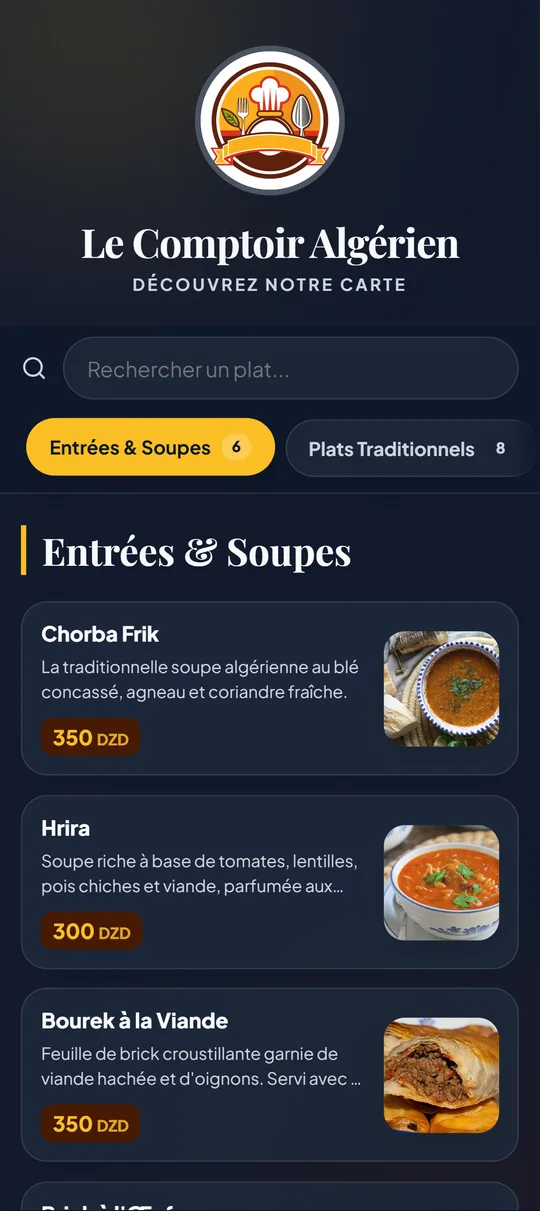 Le Comptoir Algérien
DÉCOUVREZ NOTRE CARTE
Rechercher un plat...
Entrées & Soupes 6
Plats Traditionnels 8
Entrées & Soupes
Chorba Frik
La traditionnelle soupe algérienne au blé
concassé, agneau et coriandre fraîche.
350 DZD
Hrira
Soupe riche à base de tomates, lentilles,
pois chiches et viande, parfumée aux…
300 DZD
Bourek à la Viande
Feuille de brick croustillante garnie de
viande hachée et d'oignons. Servi avec …
350 DZD